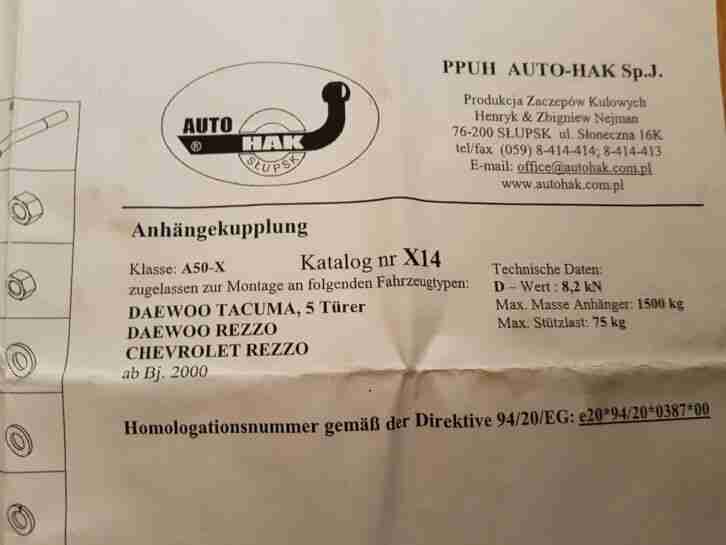 AUTO
HAK
®
SŁUPSK
PPUH AUTO-HAK Sp.J.
Produkcja Zaczepów Kulowych
Henryk & Zbigniew Nejman
76-200 SŁUPSK ul. Słoneczna 16K
tel/fax (059) 8-414-414; 8-414-413
E-mail: office@autohak.com.pl
www.autohak.com.pl
Anhängekupplung
Klasse: A50-X Katalog nr X14
zugelassen zur Montage an folgenden Fahrzeugtypen:
DAEWOO TACUMA, 5 Türer
DAEWOO REZZO
CHEVROLET REZZO
ab Bj. 2000
Technische Daten:
D – Wert : 8,2 kN
Max. Masse Anhänger: 1500 kg
Max. Stützlast: 75 kg
Homologationsnummer gemäß der Direktive 94/20/EG: e20*94/20*0387*00